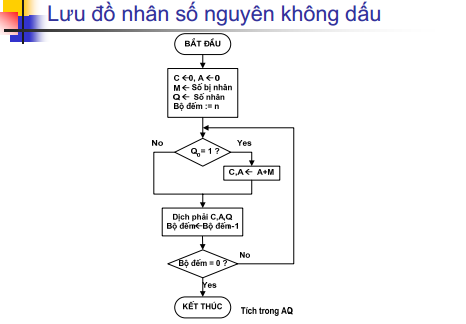 Lưu đồ nhân số nguyên không dấu
BẮT ĐẦU
C ←0, A ←0
M ← Số bị nhân
Q ← Số nhân
Bộ đếm := n
No
Yes
Q0 = 1 ?
C,A ← A+M
Dịch phải C,A,Q
Bộ đếm←Bộ đếm-1
No
Bộ đếm = 0 ?
Yes
KẾT THÚC
Tích trong AQ